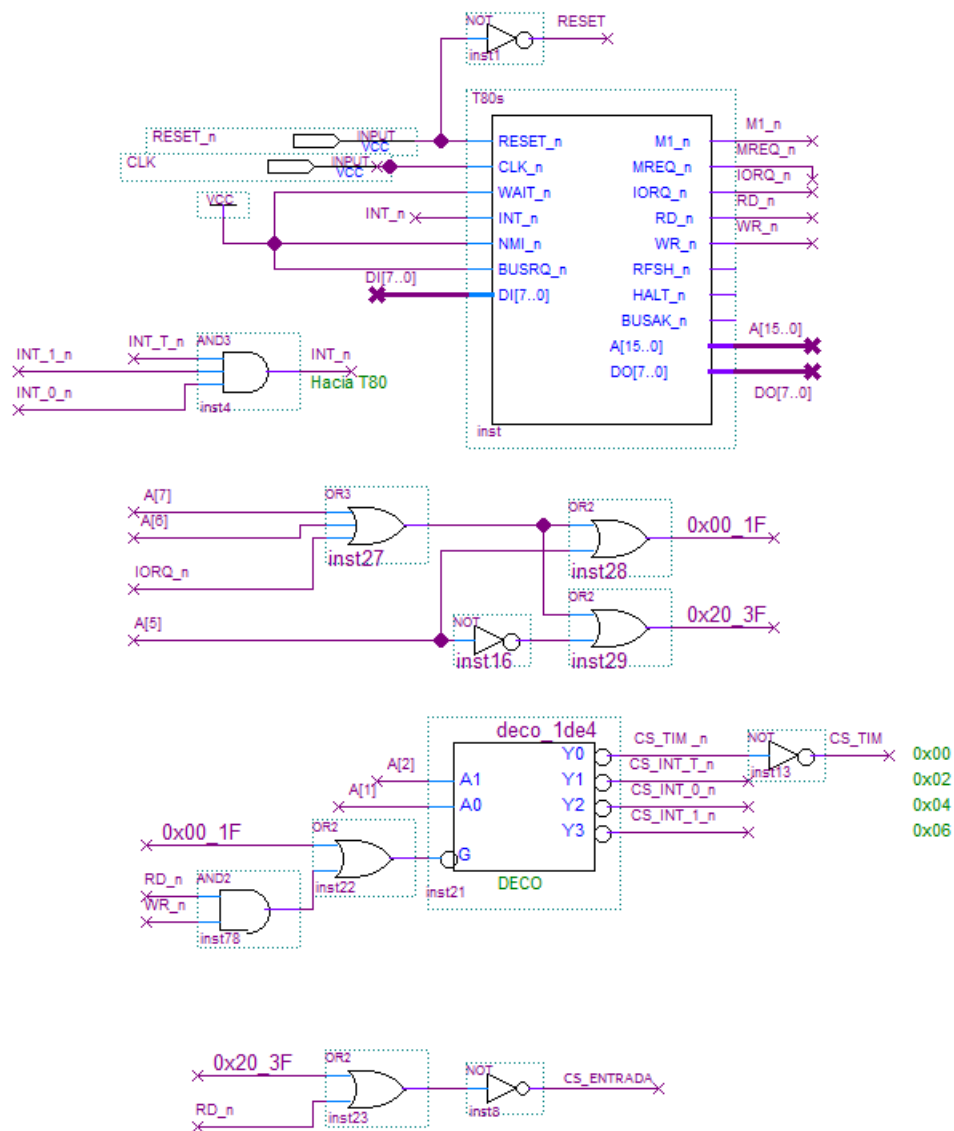 NOT
RESET
inst1
T80s
RESET_n
INPUT
VCC
CLK
INPUT
VCC
VCC
INT_n
DI[7..0]
RESET_n
CLK_n
WAIT_n
INT_n
NMI_n
BUSRQ_n
DI[7..0]
M1_n
MREQ_n
IORQ_n
RD_n
WR_n
RFSH_n
HALT_n
BUSAK_n
A[15..0]
DO[7..0]
inst
M1_n
MREQ_n
IORQ_n
RD_n
WR_n
A[15..0]
DO[7..0]
AND3
INT_T_n
INT_1_n
INT_0_n
INT_n
Hacia T80
inst4
A[7]
A[6]
IORQ_n
A[5]
OR3
inst27
OR2
0x00_1F
inst28
NOT
inst16
OR2
0x20_3F
inst29
deco_1de4
A[2]
A[1]
A1
A0
G
Y0
Y1
Y2
Y3
inst21
DECO
CS_TIM _n
CS_INT_T_n
CS_INT_0_n
CS_INT_1_n
NOT
inst13
CS_TIM
0x00
0x02
0x04
0x06
0x00_1F
OR2
inst22
RD_n
WR_n
AND2
inst78
0x20_3F
RD_n
OR2
inst23
NOT
inst8
CS_ENTRADA